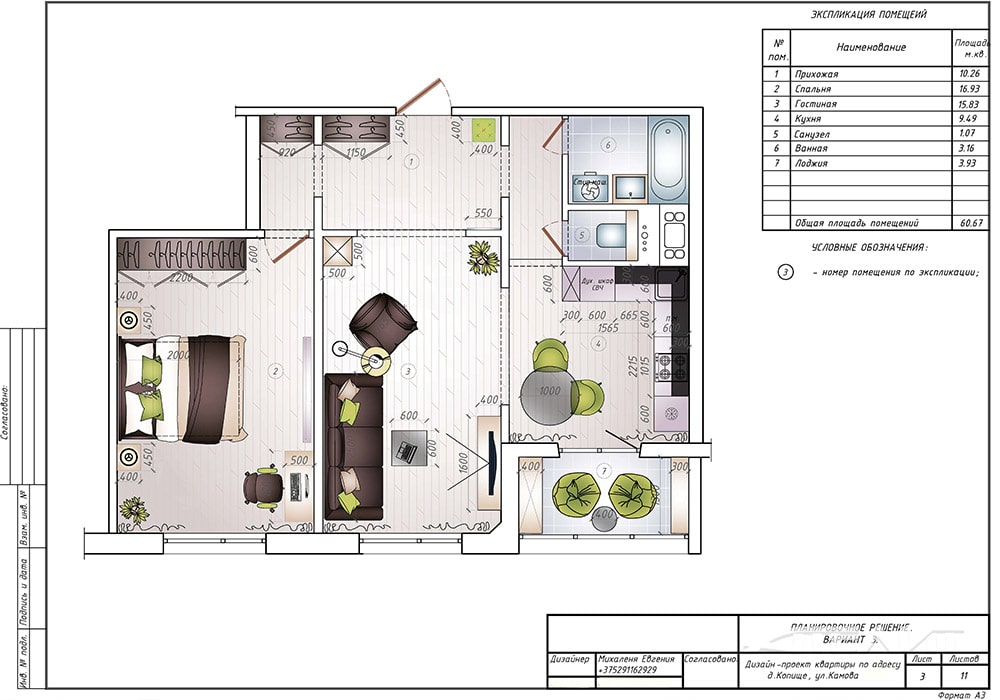 ЭКСПЛИКАЦИЯ ПОМЕЩЕИЙ
№ пом. Наименование Площадь м.кв.
1 Прихожая 10.26
2 Спальня 16.93
3 Гостиная 15.83
4 Кухня 9.49
5 Санузел 1.07
6 Ванная 3.16
7 Лоджия 3.93
Общая площадь помещений 60.67
УСЛОВНЫЕ ОБОЗНАЧЕНИЯ:
3 - номер помещения по экспликации;
450 920 1150 450 400 400
1
6
Стир.маш.
550
5
600 2200 500 500
400 450
2000
2
3
600 Дух. шкаф СВЧ 300
300 600 665 600 ПМ 600
1565 300
4
2215 1015
1000
400
600 600
600
1600
450 400
500
400 7 300
400
Согласовано:
Взам. инв. №
Подпись и дата
Инв. № подл.
ПЛАНИРОВОЧНОЕ РЕШЕНИЕ.
ВАРИАНТ 3.
Дизайнер Михаленя Евгения Согласовано:
+375291162929
Дизайн-проект квартиры по адресу
д.Копище, ул.Камова
Лист Листов
3 11
Формат А3